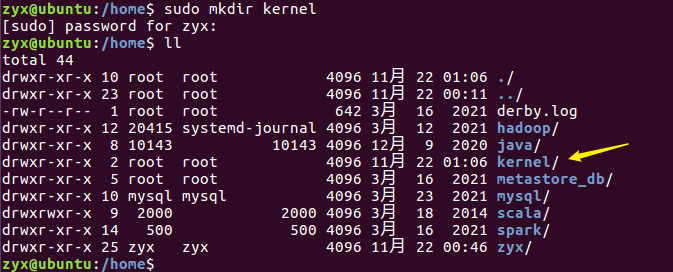 zyx@ubuntu:/home$ sudo mkdir kernel
[sudo] password for zyx:
zyx@ubuntu:/home$ ll
total 44
drwxr-xr-x 10 root root 4096 11月 22 01:06 ./
drwxr-xr-x 23 root root 4096 11月 22 00:11 ../
-rw-r--r-- 1 root root 642 3月 16 2021 derby.log
drwxr-xr-x 12 20415 systemd-journal 4096 3月 12 2021 hadoop/
drwxr-xr-x 8 10143 10143 4096 12月 9 2020 java/
drwxr-xr-x 2 root root 4096 11月 22 01:06 kernel/
drwxr-xr-x 5 root root 4096 3月 16 2021 metastore_db/
drwxr-xr-x 10 mysql mysql 4096 3月 23 2021 mysql/
drwxrwxr-x 9 2000 2000 4096 3月 18 2014 scala/
drwxr-xr-x 14 500 500 4096 3月 16 2021 spark/
drwxr-xr-x 25 zyx zyx 4096 11月 22 00:46 zyx/
zyx@ubuntu:/home$